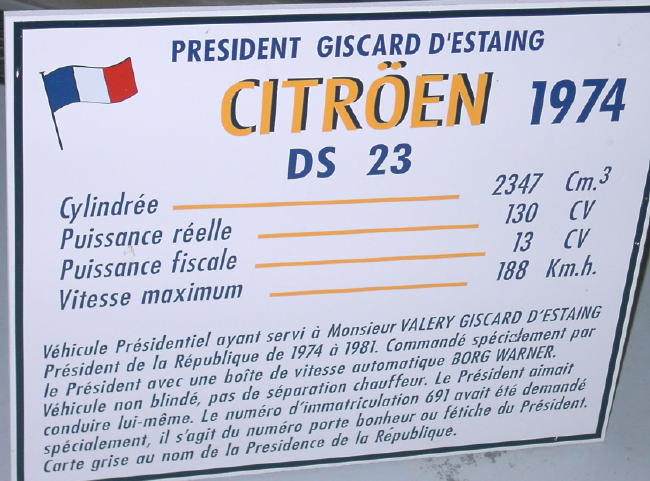 PRESIDENT GISCARD D'ESTAING
CITRÖEN 1974
DS 23
Cylindrée 2347 Cm.³
Puissance réelle 130 CV
Puissance fiscale 13 CV
Vitesse maximum 188 Km.h.
Véhicule Présidentiel ayant servi à Monsieur VALERY GISCARD D'ESTAING
Président de la République de 1974 à 1981. Commandé spécislement par
le Président avec une boîte de vitesse automatique BORG WARNER.
Véhicule non blindé, pas de séparation chauffeur. Le Président aimait
conduire lui-même. Le numéro d'immatriculation 691 avait été demandé
spécialement, il s'agit du numéro porte bonheur ou fétiche du Président.
Carte grise au nom de la Presidence de la République.